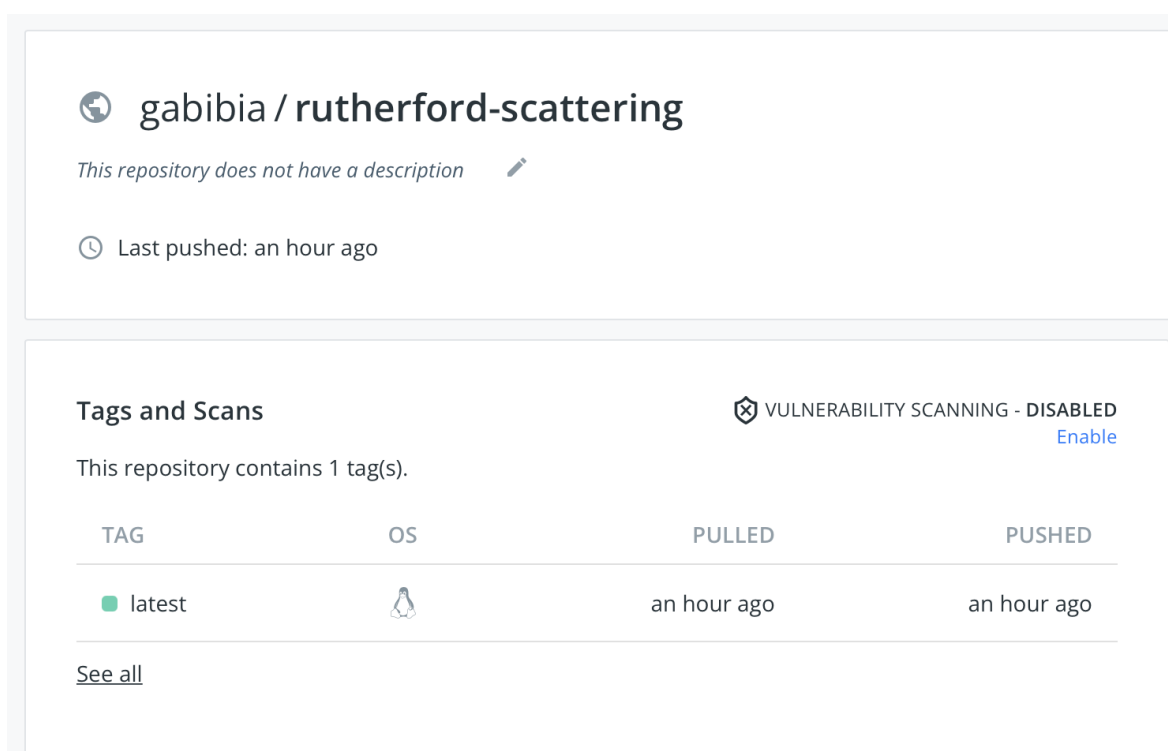 gabibia / rutherford-scattering
This repository does not have a description
Last pushed: an hour ago
Tags and Scans
VULNERABILITY SCANNING - DISABLED
Enable
This repository contains 1 tag(s).
TAG OS PULLED PUSHED
latest an hour ago an hour ago
See all